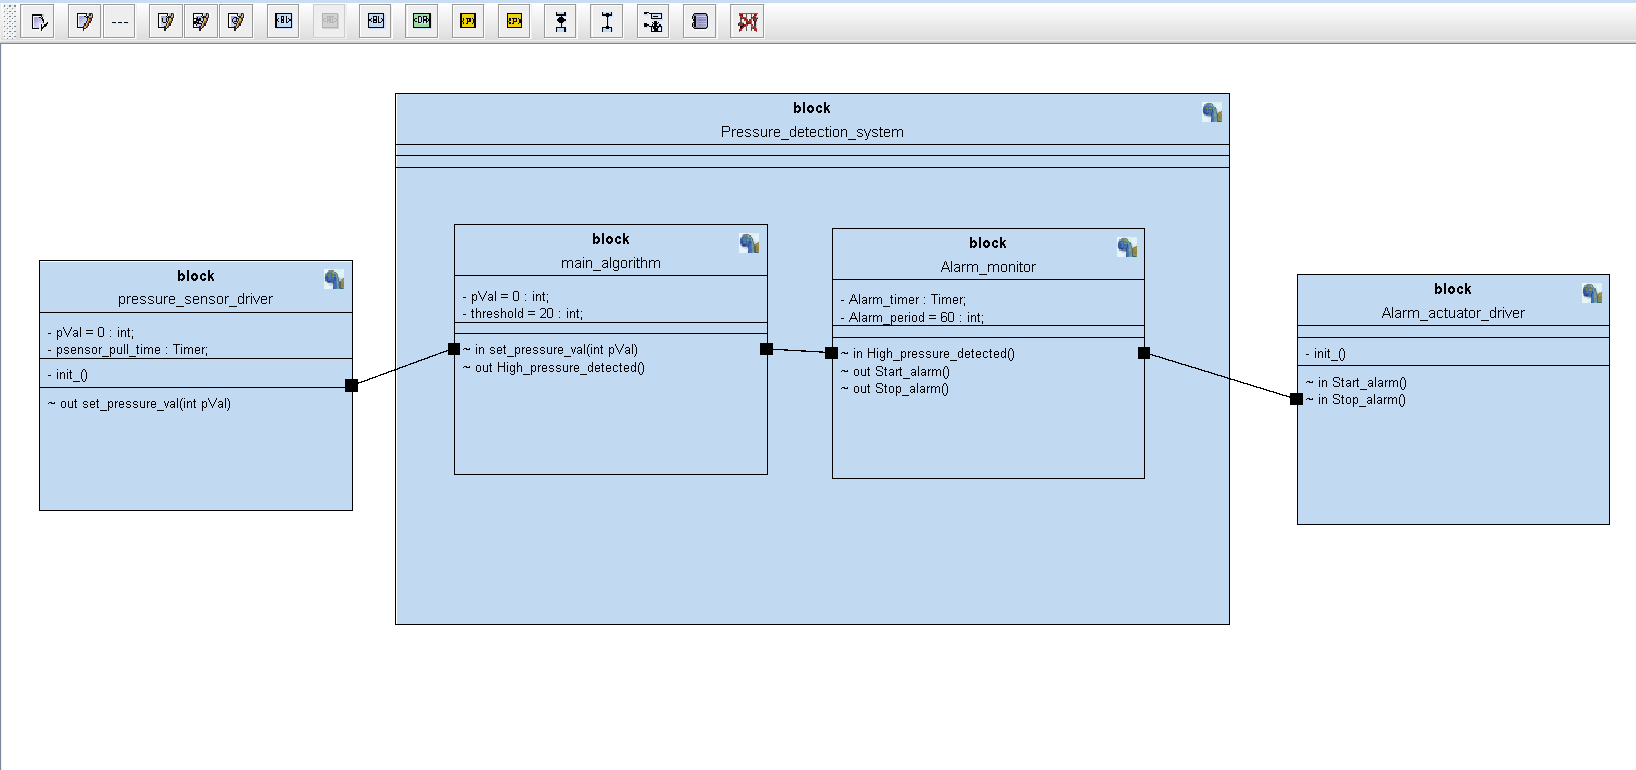 block
Pressure_detection_system
block
pressure_sensor_driver
- pVal = 0 : int;
- psensor_pull_time : Timer;
- init_()
~ out set_pressure_val(int pVal)
block
main_algorithm
- pVal = 0 : int;
- threshold = 20 : int;
~ in set_pressure_val(int pVal)
~ out High_pressure_detected()
block
Alarm_monitor
- Alarm_timer : Timer;
- Alarm_period = 60 : int;
~ in High_pressure_detected()
~ out Start_alarm()
~ out Stop_alarm()
block
Alarm_actuator_driver
- init_()
~ in Start_alarm()
~ in Stop_alarm()